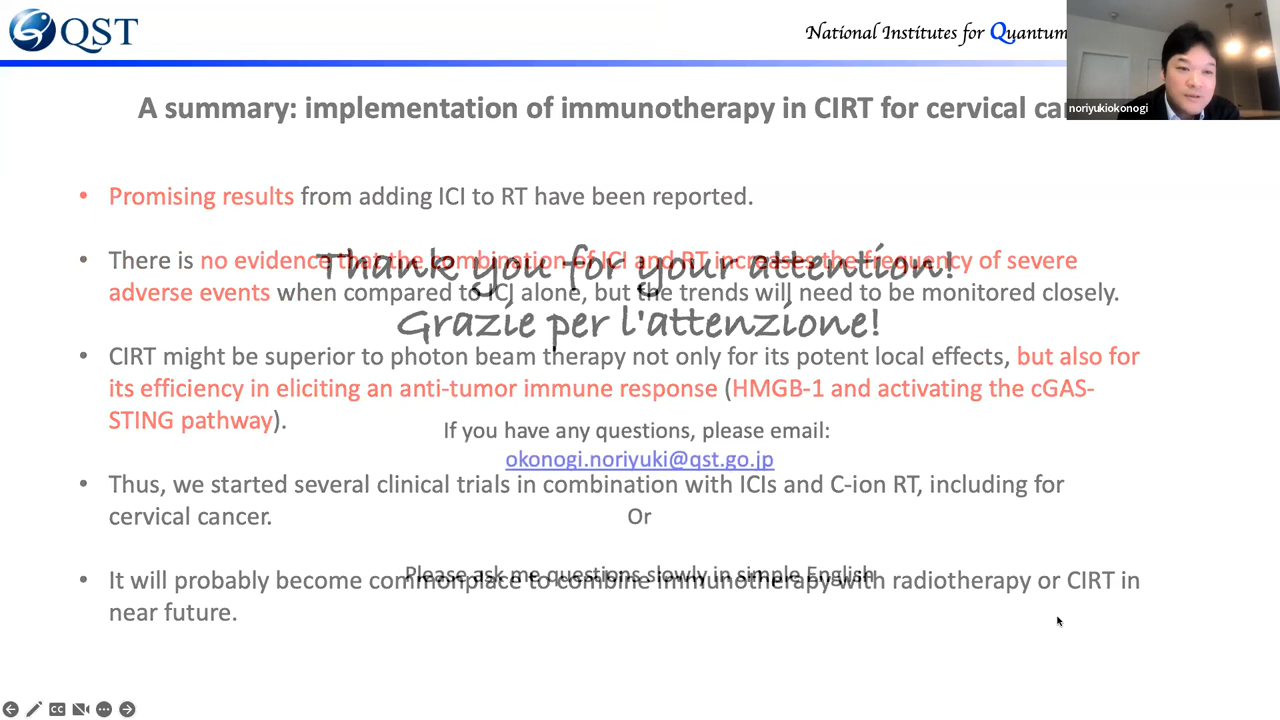 QST
National Institutes for Quantum
noriyukiokonogi
A summary: implementation of immunotherapy in CIRT for cervical ca
• Promising results from adding ICI to RT have been reported.
• There is no evidence that the combination of ICI and RT increases the frequency of severe
adverse events when compared to ICI alone, but the trends will need to be monitored closely.
Thank you for your attention!
Grazie per l'attenzione!
• CIRT might be superior to photon beam therapy not only for its potent local effects, but also for
its efficiency in eliciting an anti-tumor immune response (HMGB-1 and activating the cGAS-
STING pathway).
If you have any questions, please email:
okonogi.noriyuki@qst.go.jp
• Thus, we started several clinical trials in combination with ICIs and C-ion RT, including for
cervical cancer.
Or
Please ask me questions slowly in simple English
• It will probably become commonplace to combine immunotherapy with radiotherapy or CIRT in
near future.
CC